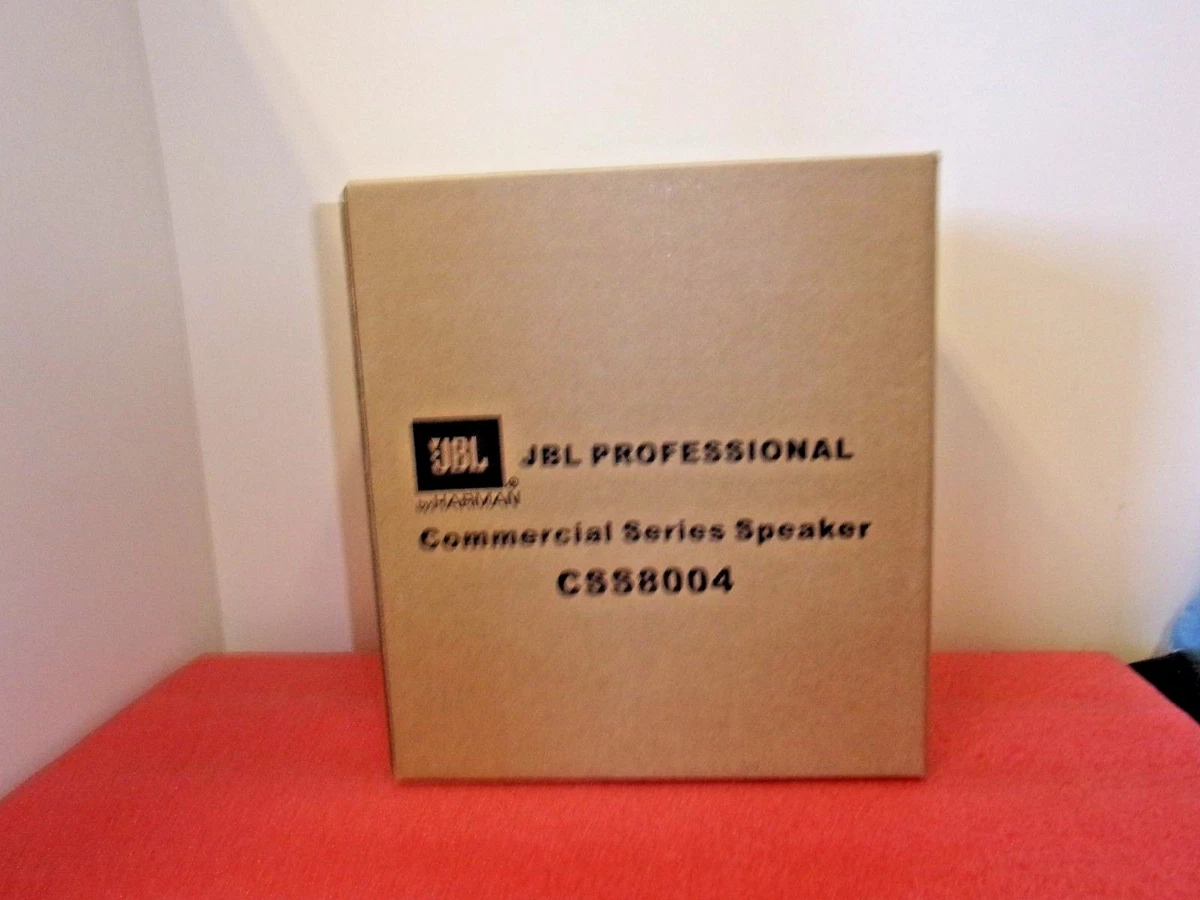 JBL
JBL PROFESSIONAL
®
by HARMAN
Commercial Series Speaker
CSS8004